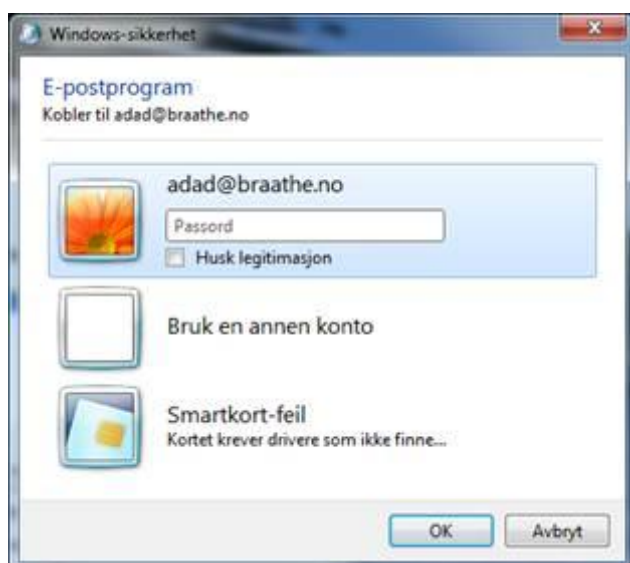 Windows-sikkerhet
E-postprogram
Kobler til adad@braathe.no
adad@braathe.no
Passord
Husk legitimasjon
Bruk en annen konto
Smartkort-feil
Kortet krever drivere som ikke finne...
OK
Avbryt